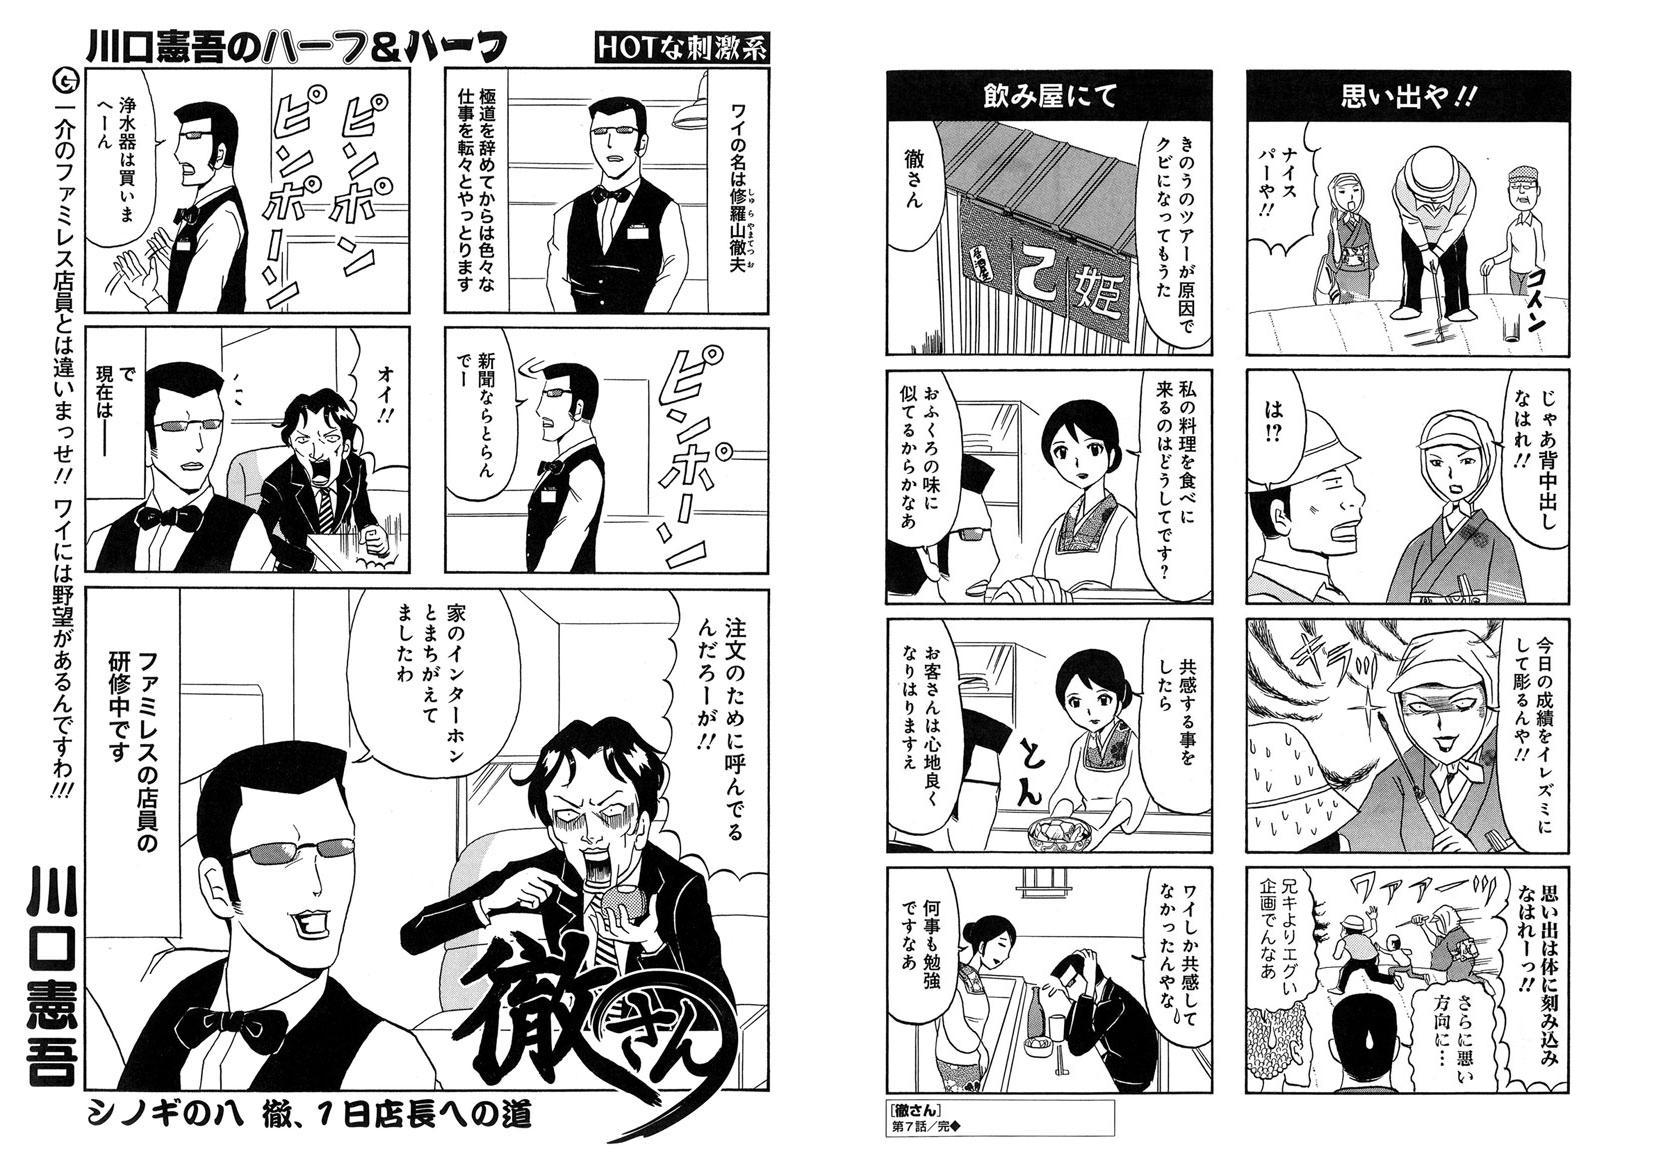 思い出や!!
ナイス
パーや!!
コイン
じゃあ背中出し
なはれ!!
は!?
今日の成績をイレズミに
して彫るんや!!
ギャアア
思い出は体に刻み込み
なはれーっ!!
ワァァー
さらに悪い
方向に…
兄キよりエグい
企画でんなあ
飲み屋にて
きのうのツアーが原因で
クビになってもうた
徹さん
居酒屋
乙姫
私の料理を食べに
来るのはどうしてです?
おふくろの味に
似てるからかなあ
共感する事を
したら
お客さんは心地良く
なりはりますえ
とん
ワイしか共感して
なかったんやな
何事も勉強
ですなあ
[徹さん]
第7話/完◆
川口憲吾のハーフ&ハーフ
HOTな刺激系
ワイの名は修羅山徹夫
しゅ ら やまてつ お
極道を辞めてからは色々な
仕事を転々とやっとります
ピンポーン
新聞ならとらん
でー
ピンポン
ピンポーン
浄水器は買いま
へーん
オイ!!
で
現在は――
注文のために呼んでる
んだろーが!!
家のインターホン
とまちがえて
ましたわ
ファミレスの店員の
研修中です
徹さん
一介のファミレス店員とは違いまっせ!! ワイには野望があるんですわ!!!
川口憲吾
シノギの八 徹、1日店長への道